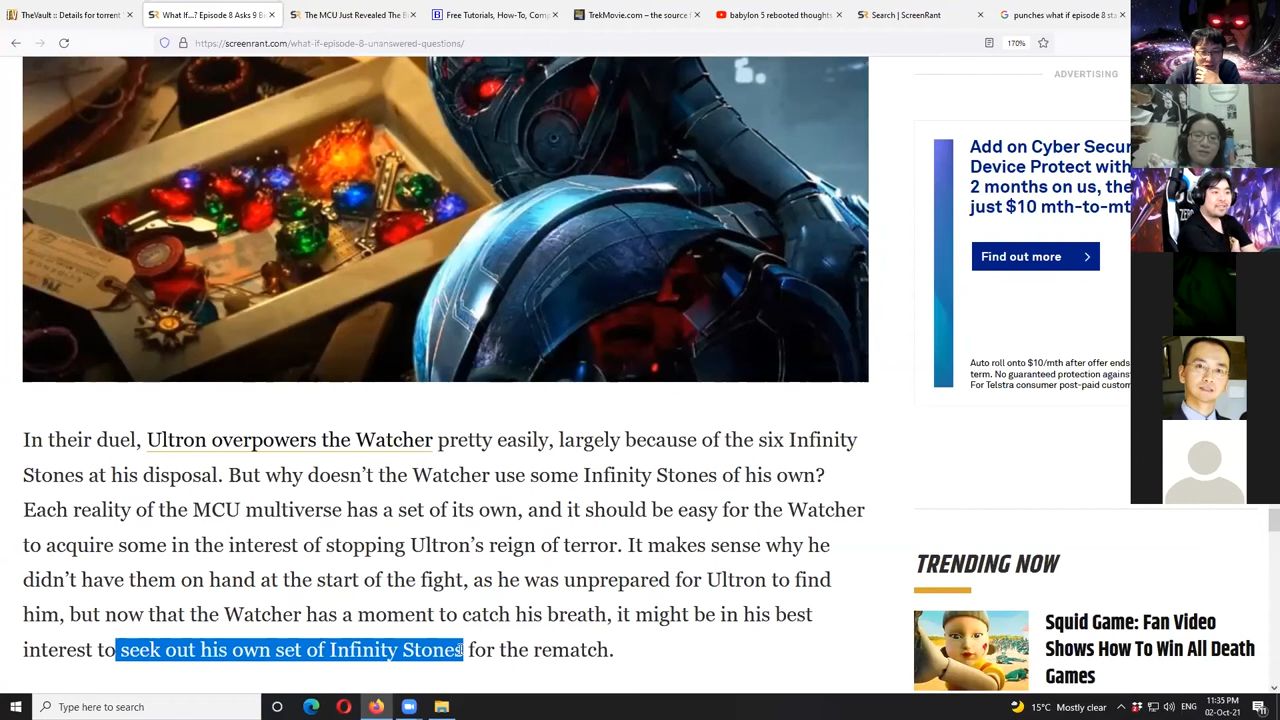 TheVault :: Details for torrent
What If...? Episode 8 Asks 9 B
The MCU Just Revealed The B
Free Tutorials, How-To, Comp
TrekMovie.com – the source
babylon 5 rebooted thoughts
Search | ScreenRant
punches what if episode 8 sta
https://screenrant.com/what-if-episode-8-unanswered-questions/
170%
ADVERTISING
Add on Cyber Secur
Device Protect with
2 months on us, the
just $10 mth-to-mt
Find out more
Auto roll onto $10/mth after offer ends
term. No guaranteed protection against
For Telstra consumer post-paid custom
In their duel, Ultron overpowers the Watcher pretty easily, largely because of the six Infinity
Stones at his disposal. But why doesn’t the Watcher use some Infinity Stones of his own?
Each reality of the MCU multiverse has a set of its own, and it should be easy for the Watcher
to acquire some in the interest of stopping Ultron’s reign of terror. It makes sense why he
didn’t have them on hand at the start of the fight, as he was unprepared for Ultron to find
him, but now that the Watcher has a moment to catch his breath, it might be in his best
interest to seek out his own set of Infinity Stones for the rematch.
TRENDING NOW
Squid Game: Fan Video
Shows How To Win All Death
Games
Type here to search
15°C Mostly clear
ENG
11:35 PM
02-Oct-21